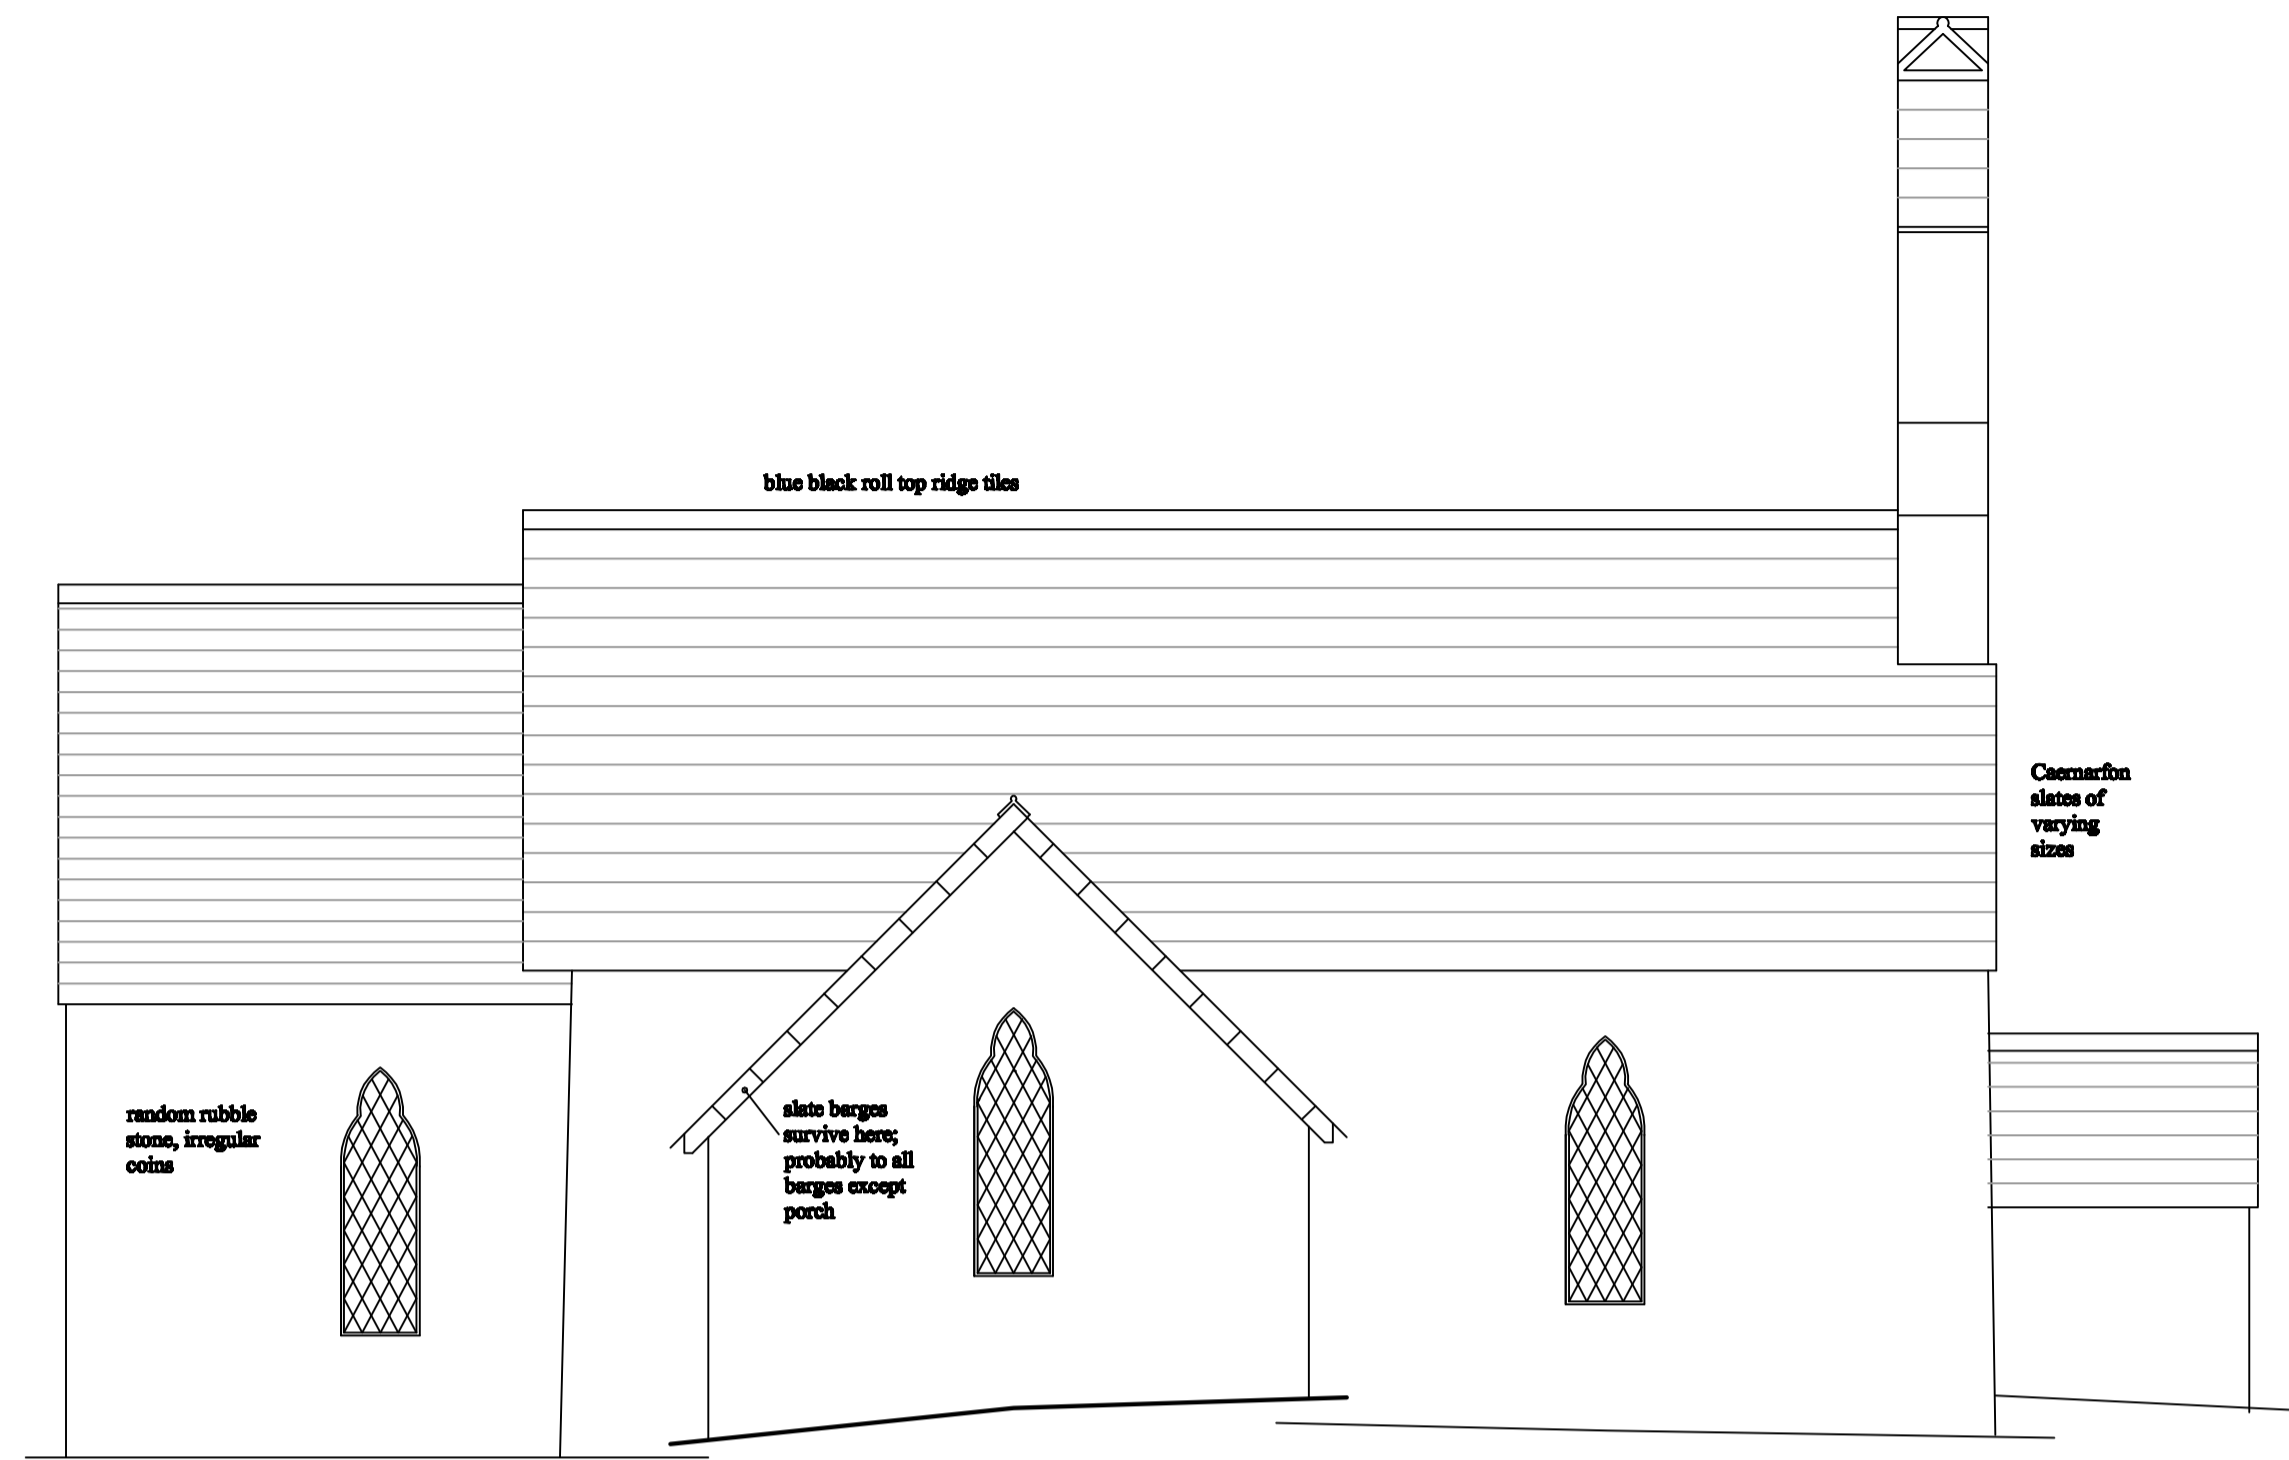 blue black roll top ridge tiles
Caernarfon
slates of
varying
sizes
random rubble
stone, irregular
coins
slate barges
survive here;
probably to all
barges except
porch